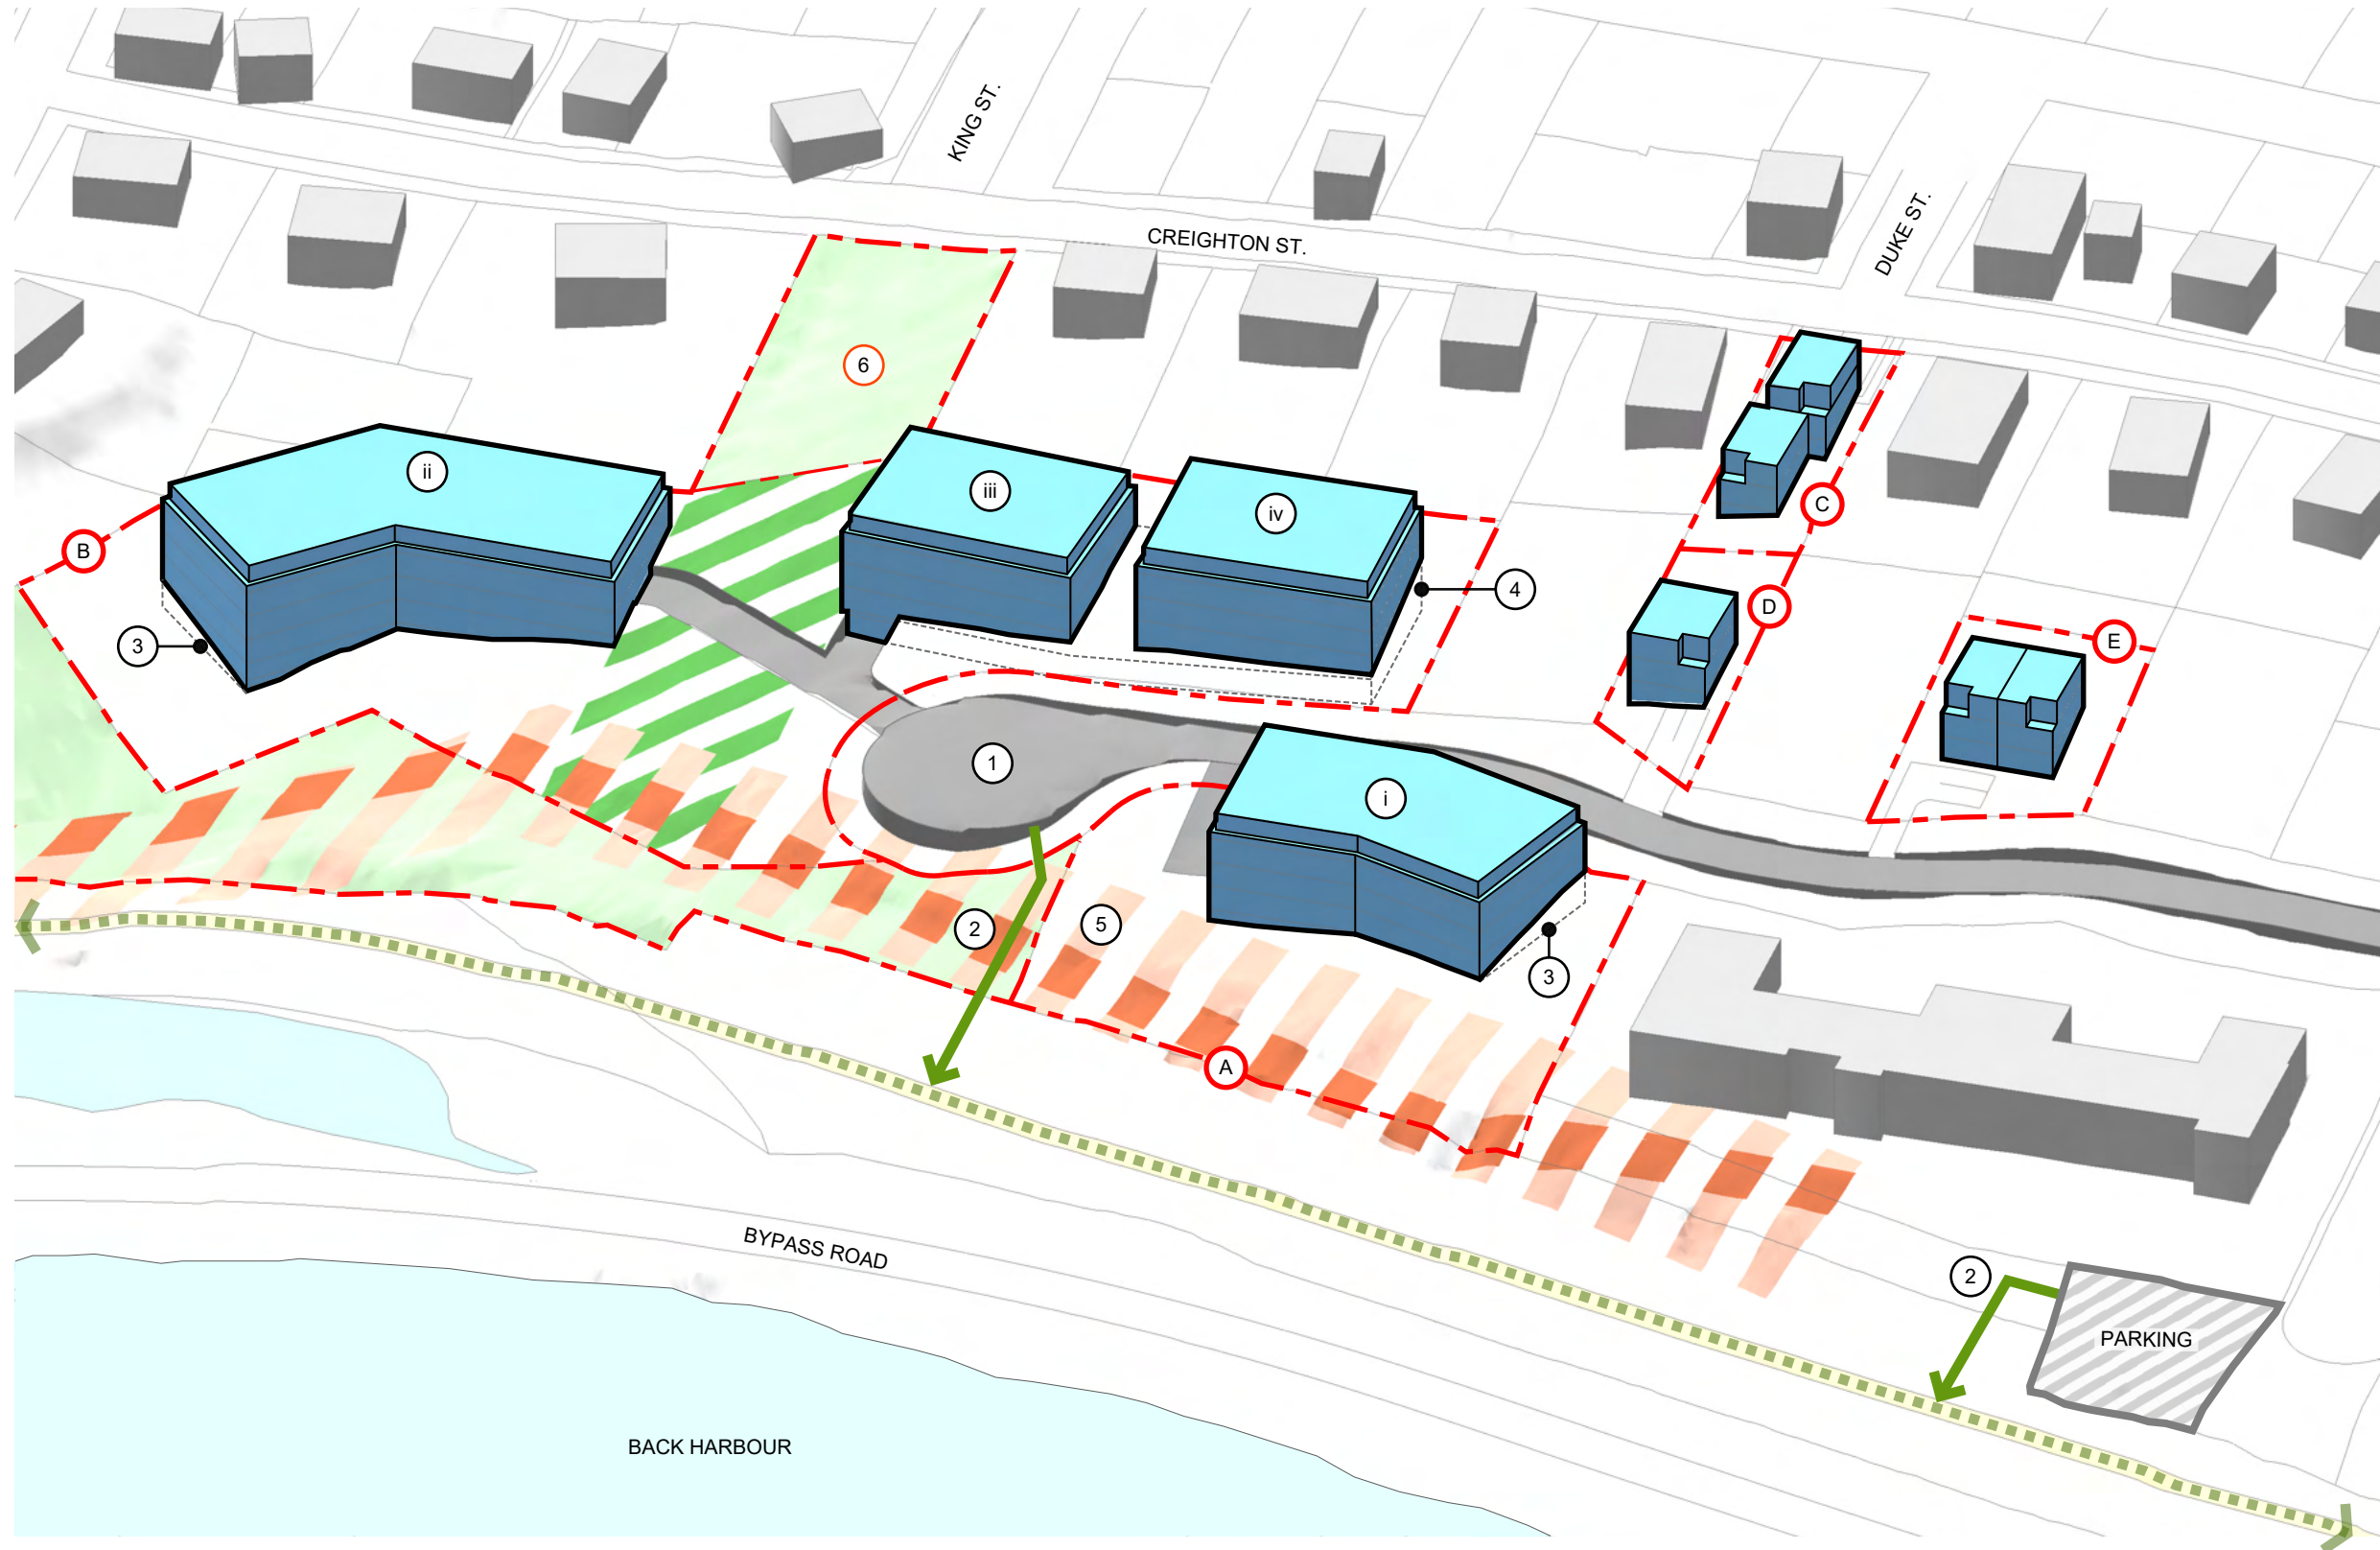 KING ST.
CREIGHTON ST.
DUKE ST.
6
ii
iii
iv
B
C
3
4
D
E
1
i
2
5
3
A
BYPASS ROAD
2
PARKING
BACK HARBOUR